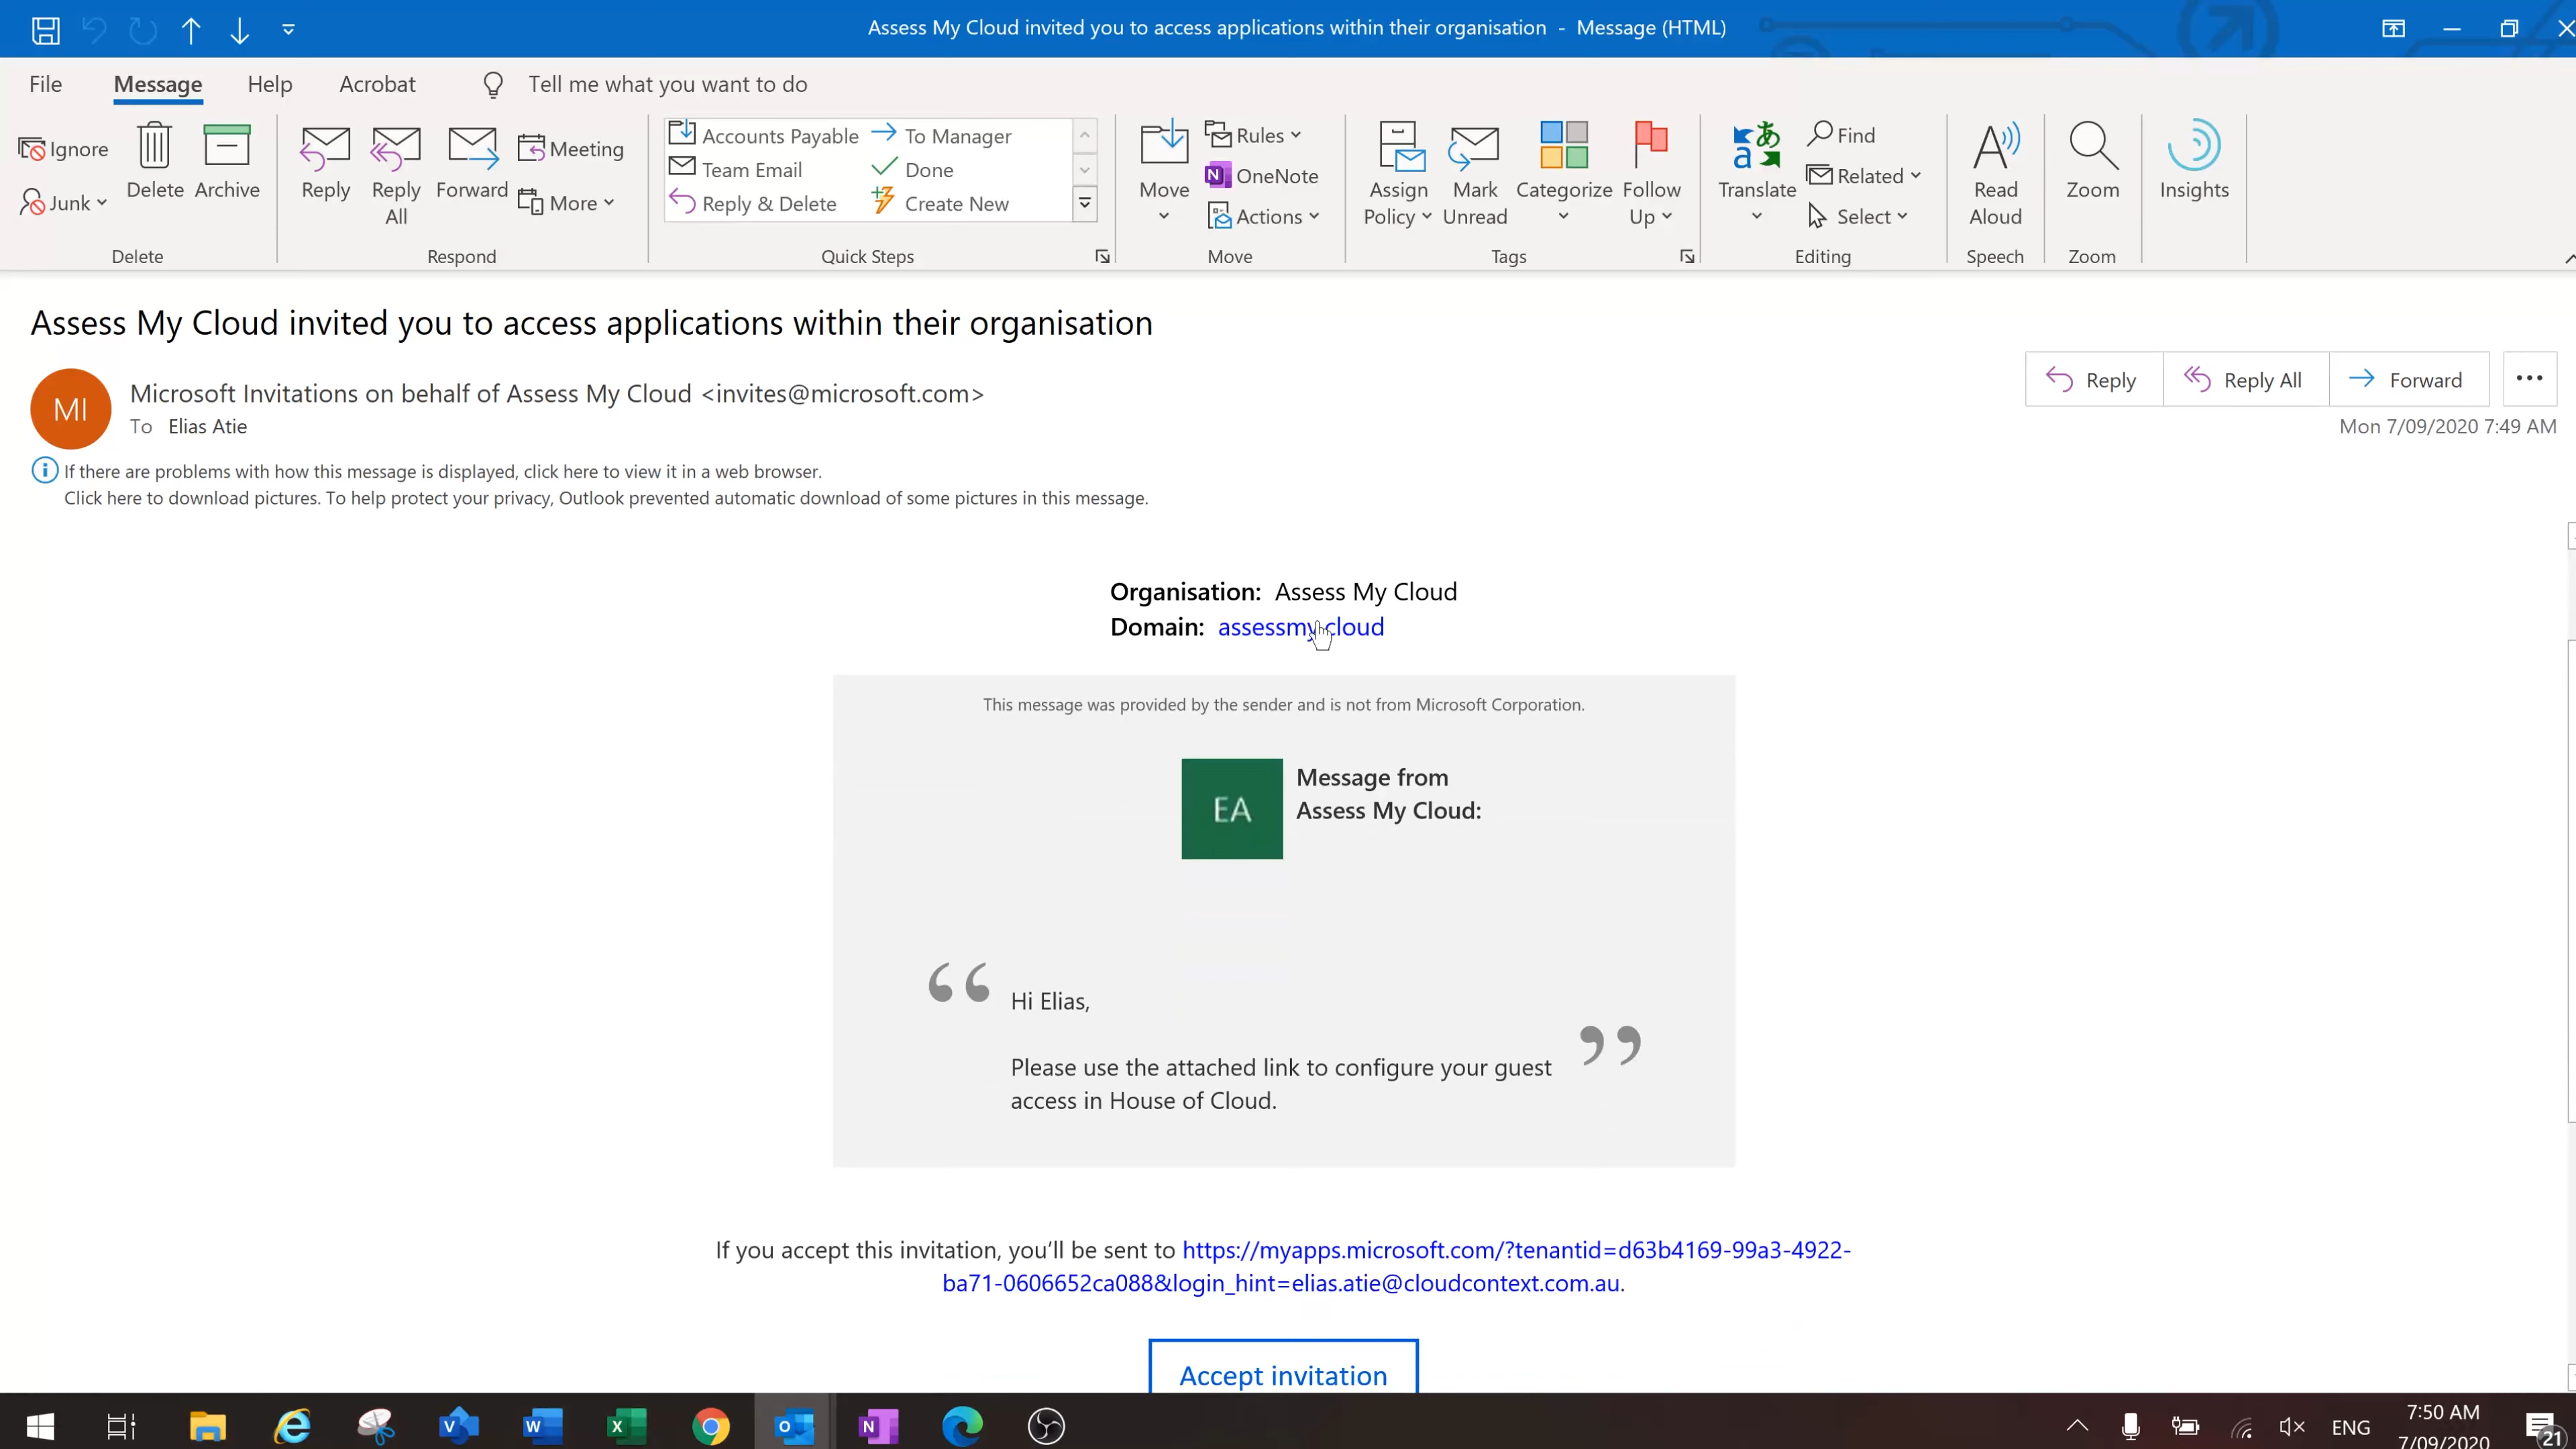 Assess My Cloud invited you to access applications within their organisation - Message (HTML)
File Message Help Acrobat Tell me what you want to do
Ignore
Junk
Delete
Archive
Delete
Reply
Reply All
Forward
Meeting
More
Respond
Accounts Payable
Team Email
Reply & Delete
To Manager
Done
Create New
Quick Steps
Move
Rules
OneNote
Actions
Move
Assign Policy
Mark Unread
Categorize
Follow Up
Tags
Translate
Find
Related
Select
Editing
Read Aloud
Speech
Zoom
Zoom
Insights
Assess My Cloud invited you to access applications within their organisation
MI
Microsoft Invitations on behalf of Assess My Cloud <invites@microsoft.com>
To Elias Atie
Reply Reply All Forward
Mon 7/09/2020 7:49 AM
If there are problems with how this message is displayed, click here to view it in a web browser.
Click here to download pictures. To help protect your privacy, Outlook prevented automatic download of some pictures in this message.
Organisation: Assess My Cloud
Domain: assessmy.cloud
This message was provided by the sender and is not from Microsoft Corporation.
EA
Message from
Assess My Cloud:
“ Hi Elias,
Please use the attached link to configure your guest ”
access in House of Cloud.
If you accept this invitation, you’ll be sent to https://myapps.microsoft.com/?tenantid=d63b4169-99a3-4922-
ba71-0606652ca088&login_hint=elias.atie@cloudcontext.com.au.
Accept invitation
ENG
7:50 AM
7/09/2020
21